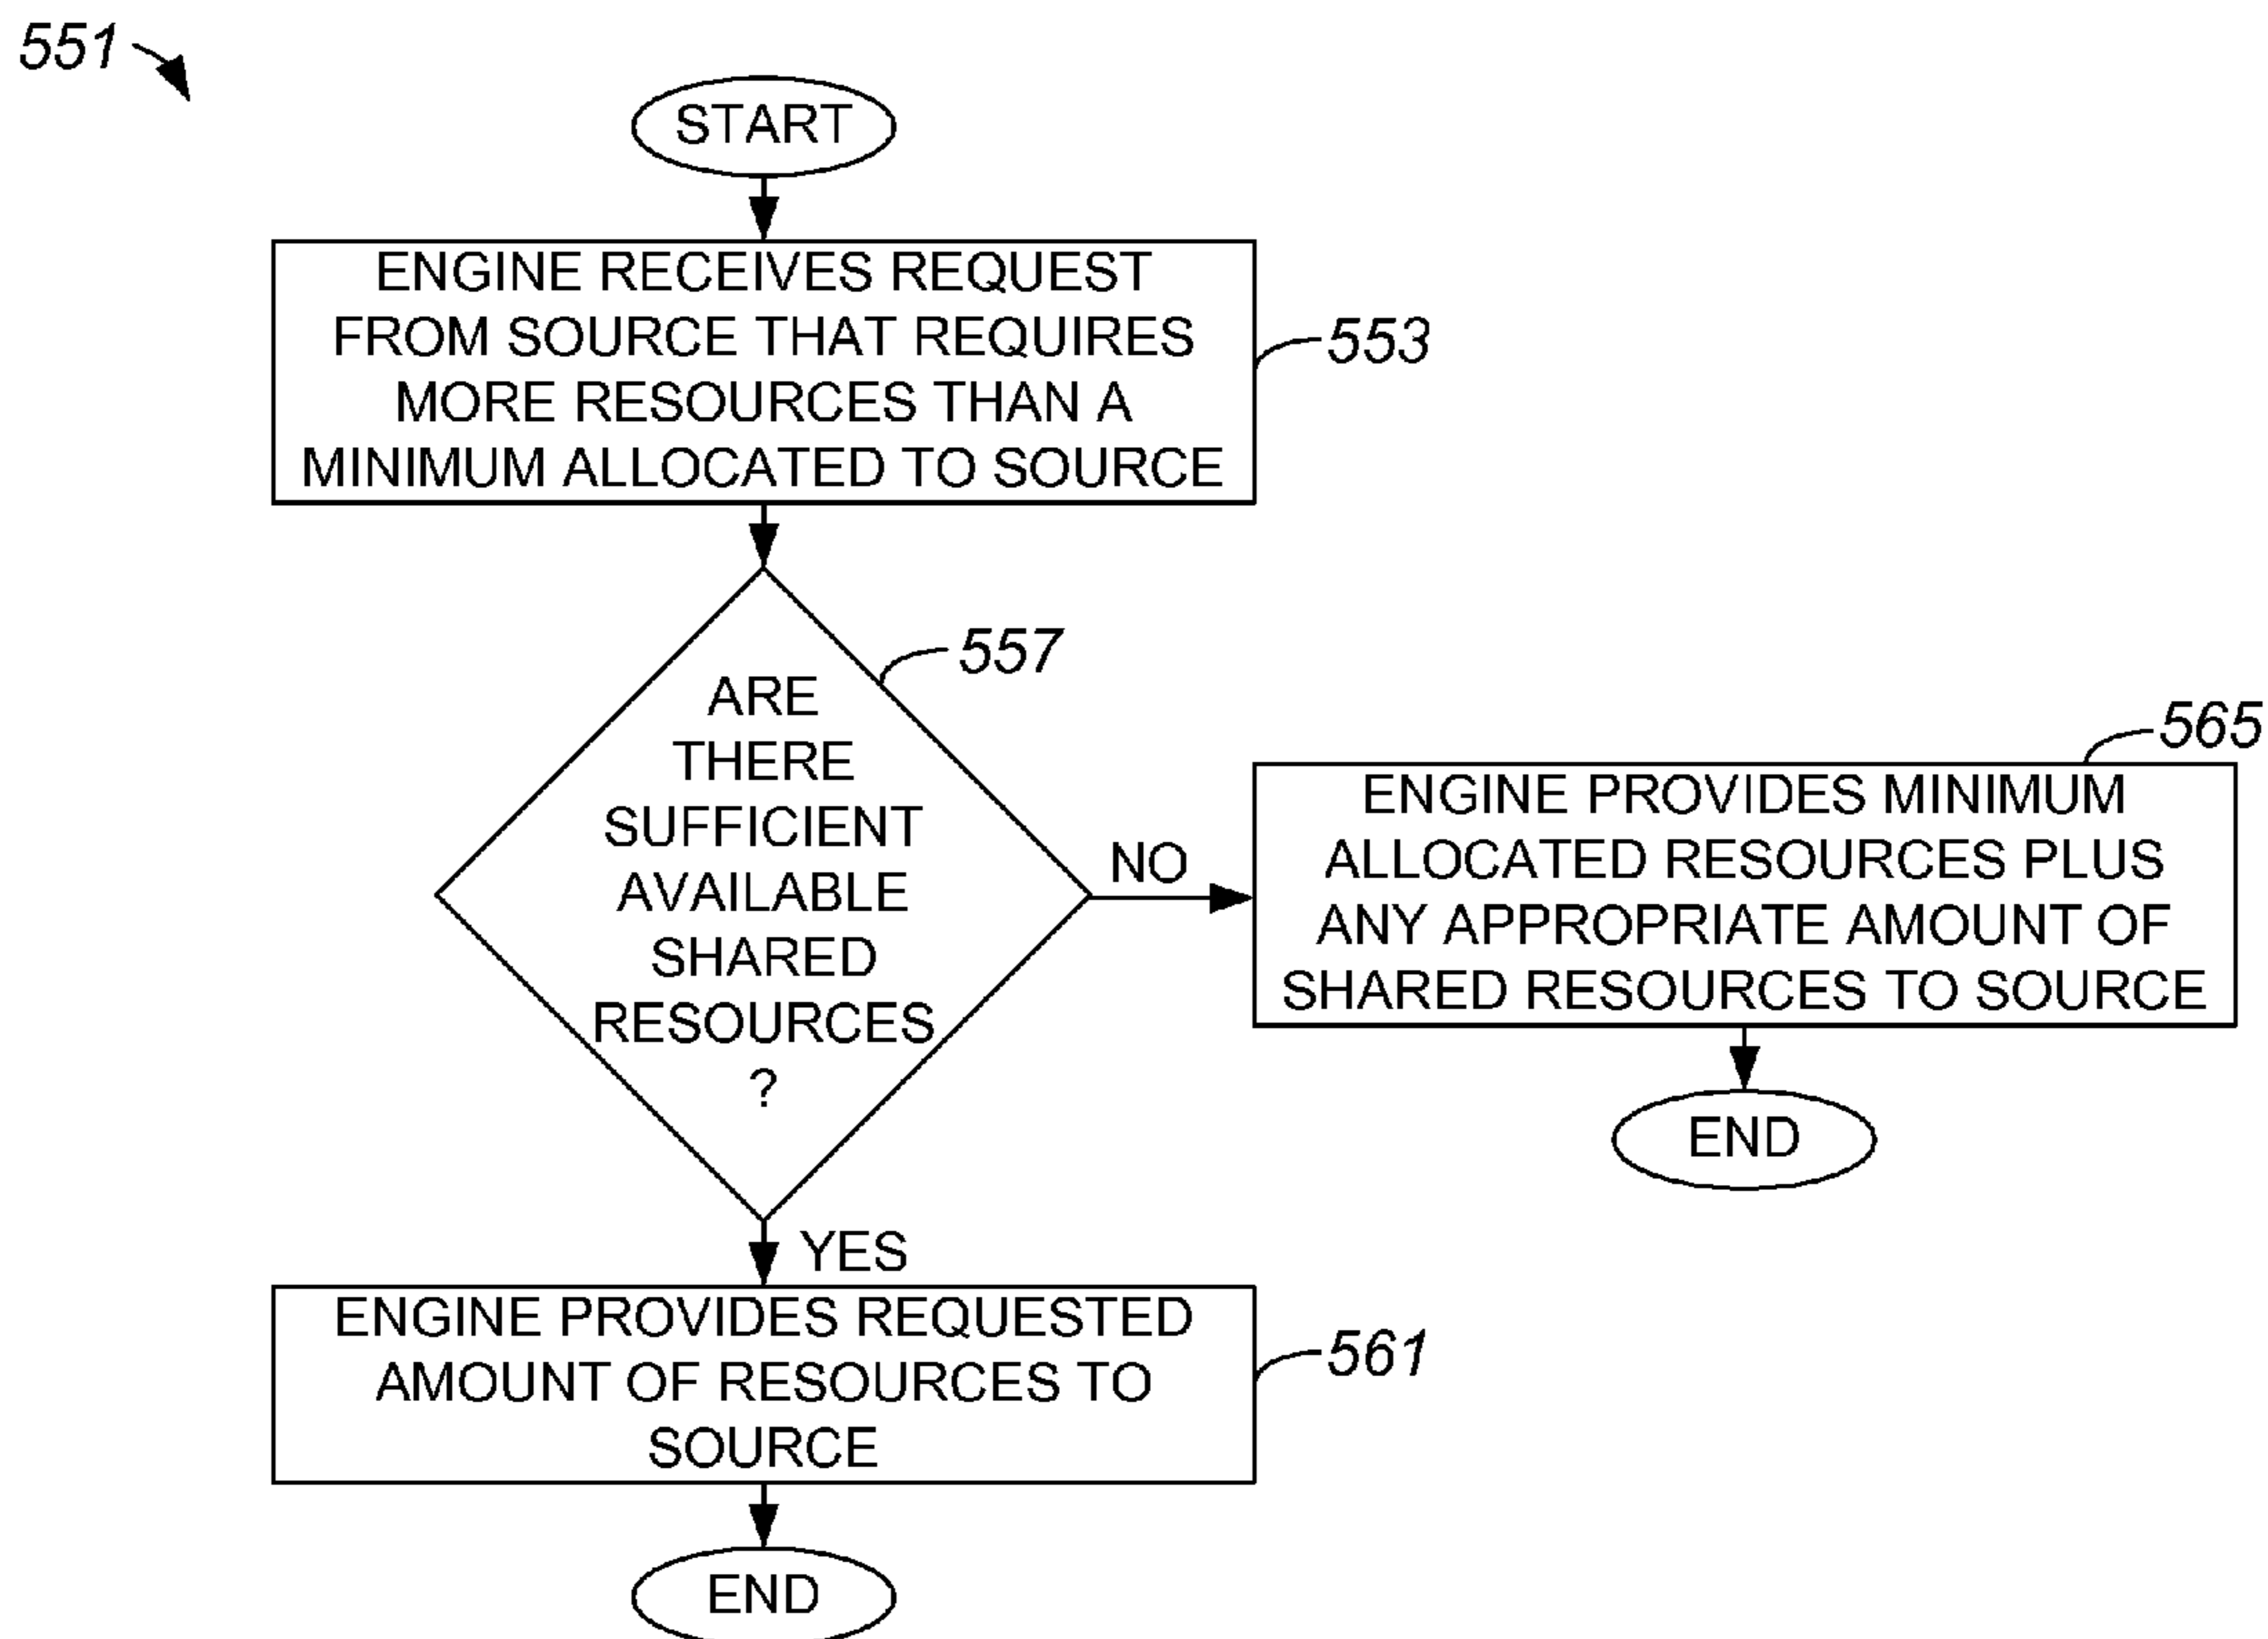 551
START
ENGINE RECEIVES REQUEST
FROM SOURCE THAT REQUIRES
MORE RESOURCES THAN A
MINIMUM ALLOCATED TO SOURCE
553
557
ARE
THERE
SUFFICIENT
AVAILABLE
SHARED
RESOURCES
?
NO
565
ENGINE PROVIDES MINIMUM
ALLOCATED RESOURCES PLUS
ANY APPROPRIATE AMOUNT OF
SHARED RESOURCES TO SOURCE
END
YES
ENGINE PROVIDES REQUESTED
AMOUNT OF RESOURCES TO
SOURCE
561
END